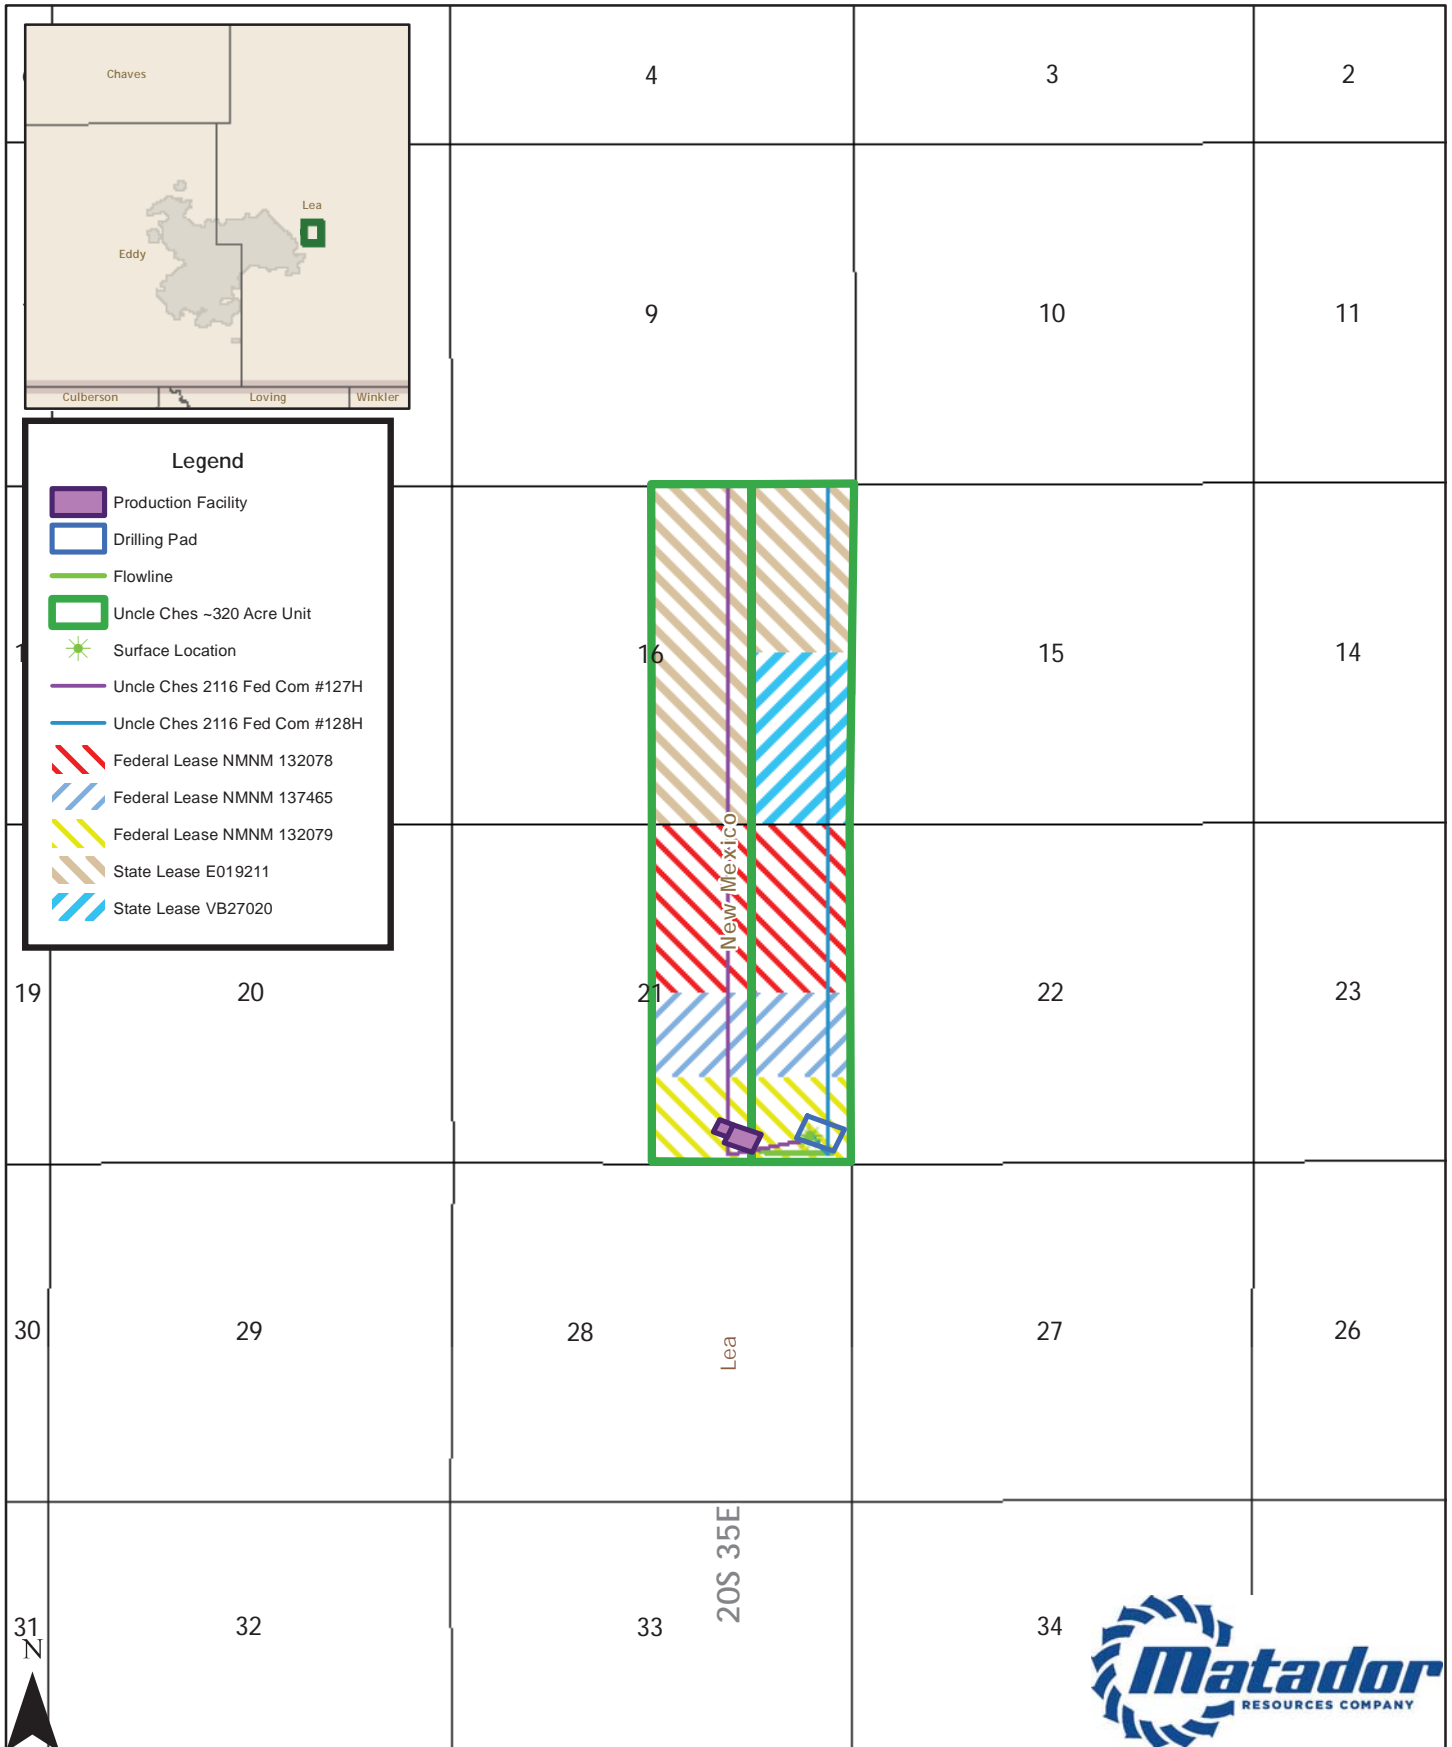 4
3
2
Chaves
Lea
Eddy
Culberson
Loving
Winkler
9
10
11
Legend
Production Facility
Drilling Pad
Flowline
Uncle Ches ~320 Acre Unit
Surface Location
Uncle Ches 2116 Fed Com #127H
Uncle Ches 2116 Fed Com #128H
Federal Lease NMNM 132078
Federal Lease NMNM 137465
Federal Lease NMNM 132079
State Lease E019211
State Lease VB27020
16
15
14
New Mexico
19
20
21
22
23
30
29
28
Lea
27
26
20S 35E
31
32
33
34
N
Matador
RESOURCES COMPANY